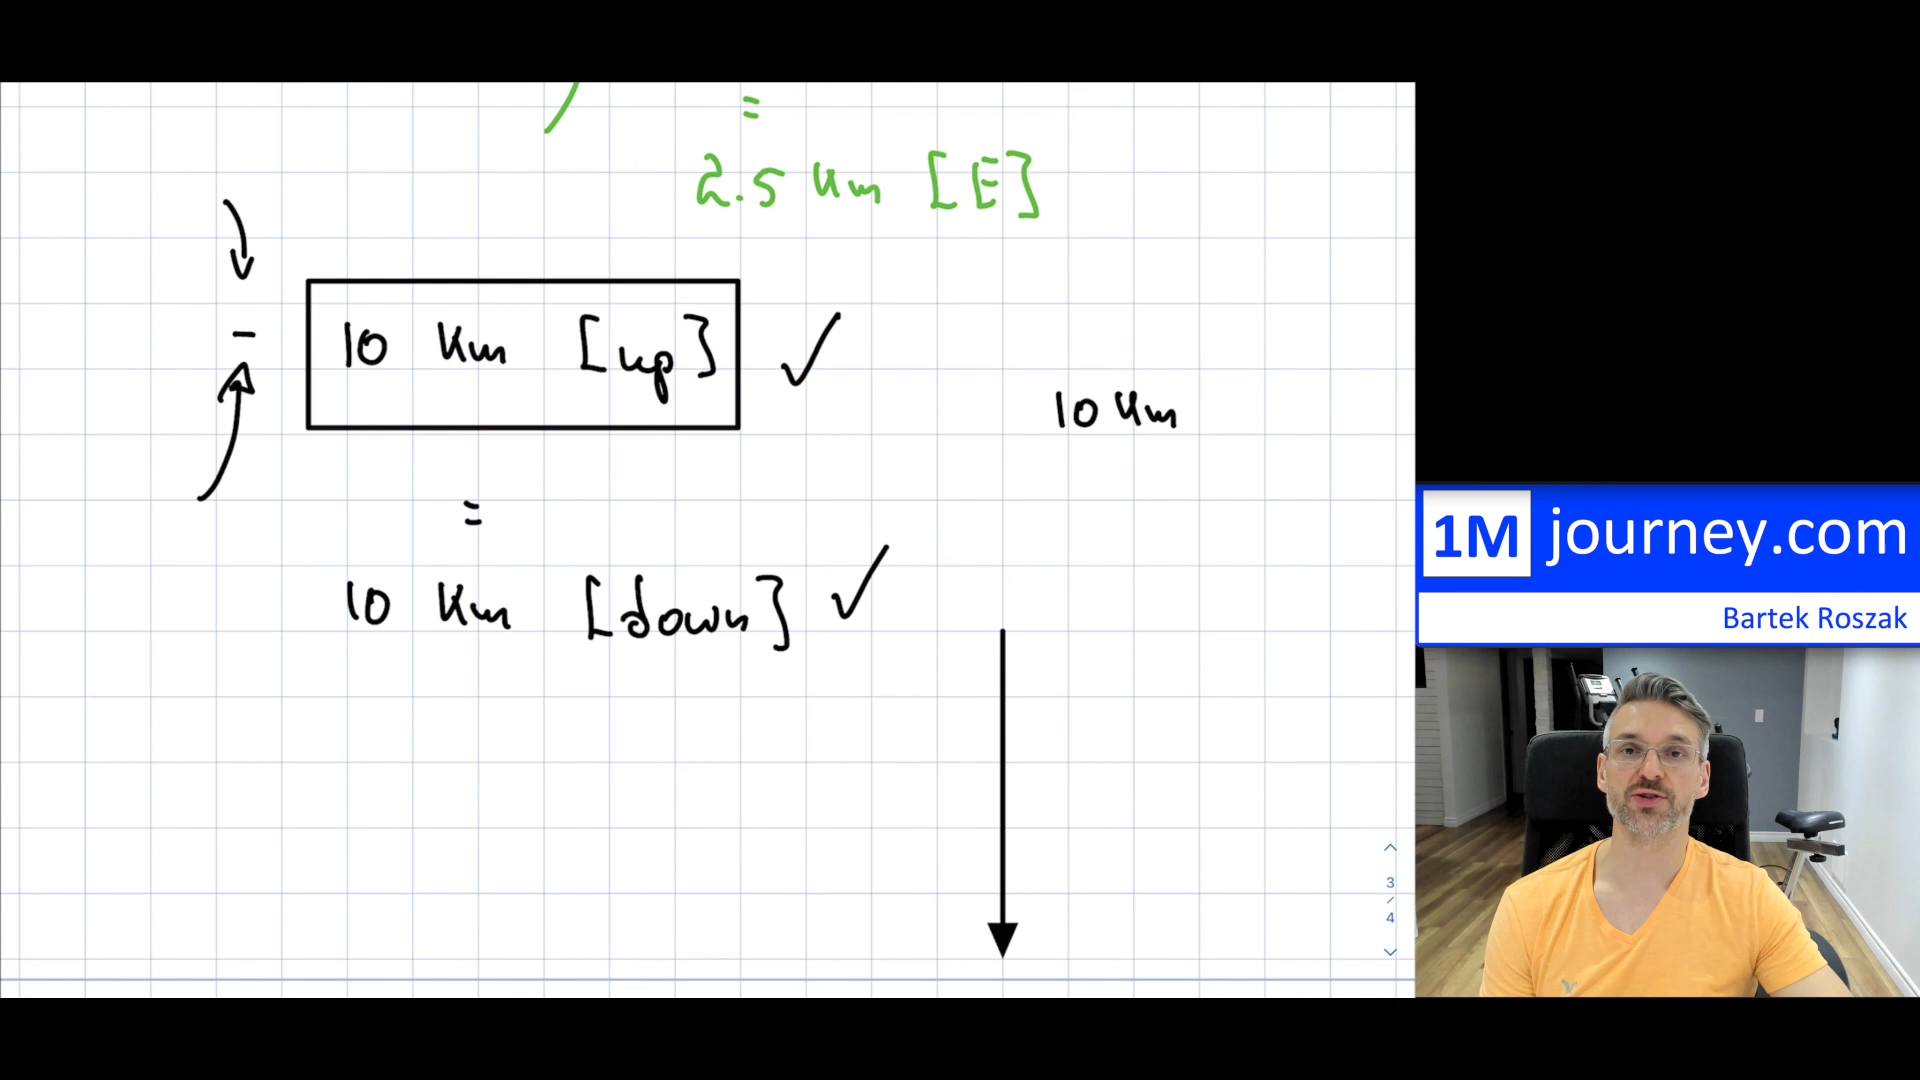 =
2.5 Km [E]
- 10 Km [up] ✓
10 Km
=
10 Km [down] ✓
1M journey.com
Bartek Roszak
3
/
4